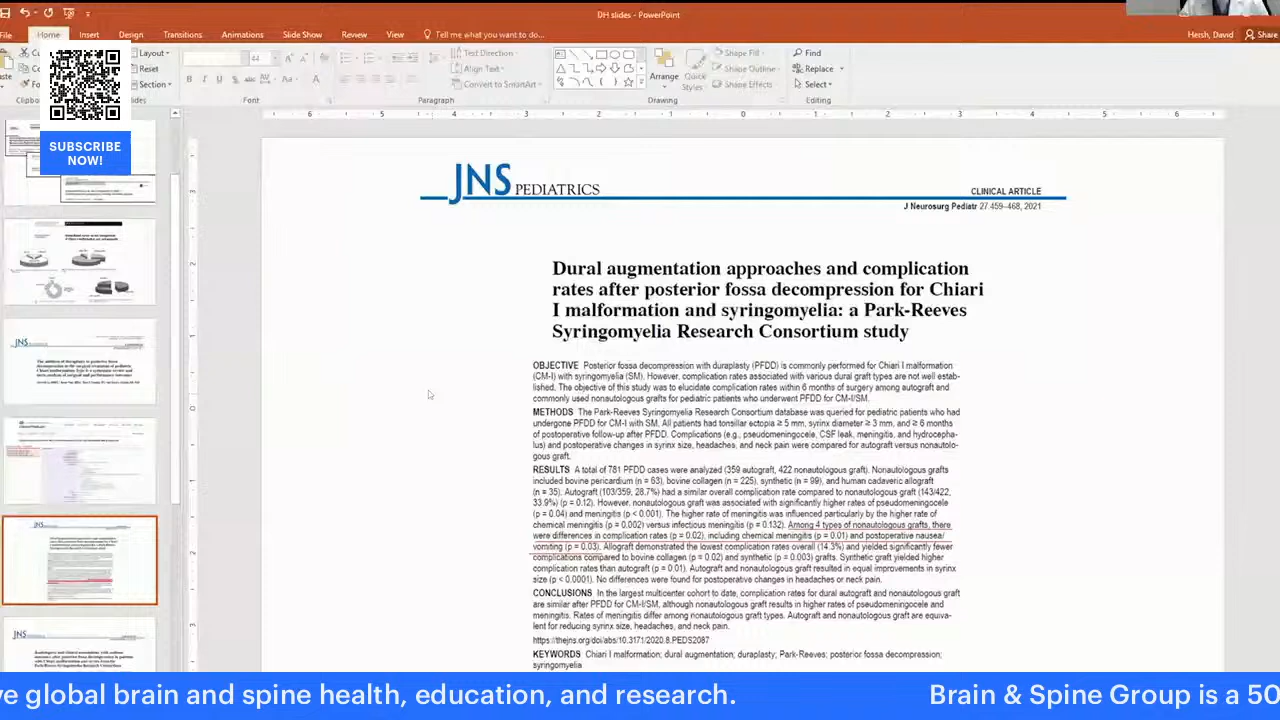 DH slides - PowerPoint
File Home Insert Design Transitions Animations Slide Show Review View Tell me what you want to do... Hersh, David Share
Layout
Reset
Section
44
Text Direction
Align Text
Convert to SmartArt
Arrange
Quick
Styles
Shape Fill
Shape Outline
Shape Effects
Find
Replace
Select
Font Paragraph Drawing Editing
SUBSCRIBE
NOW!
JNS PEDIATRICS
CLINICAL ARTICLE
J Neurosurg Pediatr 27:459–468, 2021
Dural augmentation approaches and complication
rates after posterior fossa decompression for Chiari
I malformation and syringomyelia: a Park-Reeves
Syringomyelia Research Consortium study
OBJECTIVE Posterior fossa decompression with duraplasty (PFDD) is commonly performed for Chiari I malformation
(CM-I) with syringomyelia (SM). However, complication rates associated with various dural graft types are not well estab-
lished. The objective of this study was to elucidate complication rates within 6 months of surgery among autograft and
commonly used nonautologous grafts for pediatric patients who underwent PFDD for CM-I/SM.
METHODS The Park-Reeves Syringomyelia Research Consortium database was queried for pediatric patients who had
undergone PFDD for CM-I with SM. All patients had tonsillar ectopia ≥ 5 mm, syrinx diameter ≥ 3 mm, and ≥ 6 months
of postoperative follow-up after PFDD. Complications (e.g., pseudomeningocele, CSF leak, meningitis, and hydrocepha-
lus) and postoperative changes in syrinx size, headaches, and neck pain were compared for autograft versus nonautolo-
gous graft.
RESULTS A total of 781 PFDD cases were analyzed (359 autograft, 422 nonautologous graft). Nonautologous grafts
included bovine pericardium (n = 63), bovine collagen (n = 225), synthetic (n = 99), and human cadaveric allograft
(n = 35). Autograft (103/359, 28.7%) had a similar overall complication rate compared to nonautologous graft (143/422,
33.9%) (p = 0.12). However, nonautologous graft was associated with significantly higher rates of pseudomeningocele
(p = 0.04) and meningitis (p < 0.001). The higher rate of meningitis was influenced particularly by the higher rate of
chemical meningitis (p = 0.002) versus infectious meningitis (p = 0.132). Among 4 types of nonautologous grafts, there
were differences in complication rates (p = 0.02), including chemical meningitis (p = 0.01) and postoperative nausea/
vomiting (p = 0.03). Allograft demonstrated the lowest complication rates overall (14.3%) and yielded significantly fewer
complications compared to bovine collagen (p = 0.02) and synthetic (p = 0.003) grafts. Synthetic graft yielded higher
complication rates than autograft (p = 0.01). Autograft and nonautologous graft resulted in equal improvements in syrinx
size (p < 0.0001). No differences were found for postoperative changes in headaches or neck pain.
CONCLUSIONS In the largest multicenter cohort to date, complication rates for dural autograft and nonautologous graft
are similar after PFDD for CM-I/SM, although nonautologous graft results in higher rates of pseudomeningocele and
meningitis. Rates of meningitis differ among nonautologous graft types. Autograft and nonautologous graft are equiva-
lent for reducing syrinx size, headaches, and neck pain.
https://thejns.org/doi/abs/10.3171/2020.8.PEDS2087
KEYWORDS Chiari I malformation; dural augmentation; duraplasty; Park-Reeves; posterior fossa decompression;
syringomyelia
ve global brain and spine health, education, and research. Brain & Spine Group is a 50